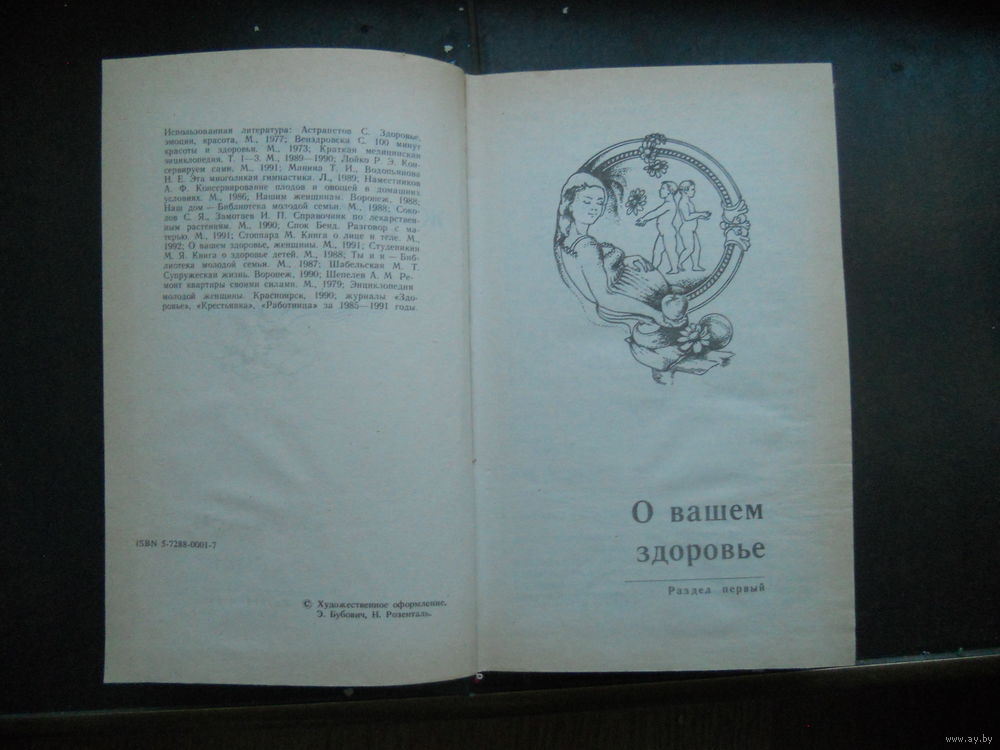 Использованная литература: Астрапетов С. Здоровье,
эмоции, красота, М., 1977; Венздровска С. 100 минут
красоты и здоровья. М., 1973; Краткая медицинская
энциклопедия. Т. 1—3. М., 1989—1990; Лойко Р. Э. Кон-
сервируем сами. М., 1991; Манина Т. И., Водопьянова
Н. Е. Эта многоликая гимнастика. Л., 1989; Наместников
А. Ф. Консервирование плодов и овощей в домашних
условиях. М., 1986; Нашим женщинам. Воронеж, 1988;
Наш дом — Библиотека молодой семьи. М., 1988; Соко-
лов С. Я., Замотаев И. П. Справочник по лекарствен-
ным растениям. М., 1990; Спок Бенд. Разговор с ма-
терью. М., 1991; Стоппард М. Книга о лице и теле. М.,
1992; О вашем здоровье, женщины. М., 1991; Студеникин
М. Я. Книга о здоровье детей. М., 1988; Ты и я — Биб-
лиотека молодой семьи. М., 1987; Шабельская М. Т.
Супружеская жизнь. Воронеж, 1990; Шепелев А. М. Ре-
монт квартиры своими силами. М., 1979; Энциклопедия
молодой женщины. Красноярск, 1990; журналы «Здо-
ровье», «Крестьянка», «Работница» за 1985—1991 годы.
ISBN 5-7288-0001-7
© Художественное оформление.
Э. Бубович, Н. Розенталь.
О вашем
здоровье
Раздел первый
www.ay.by